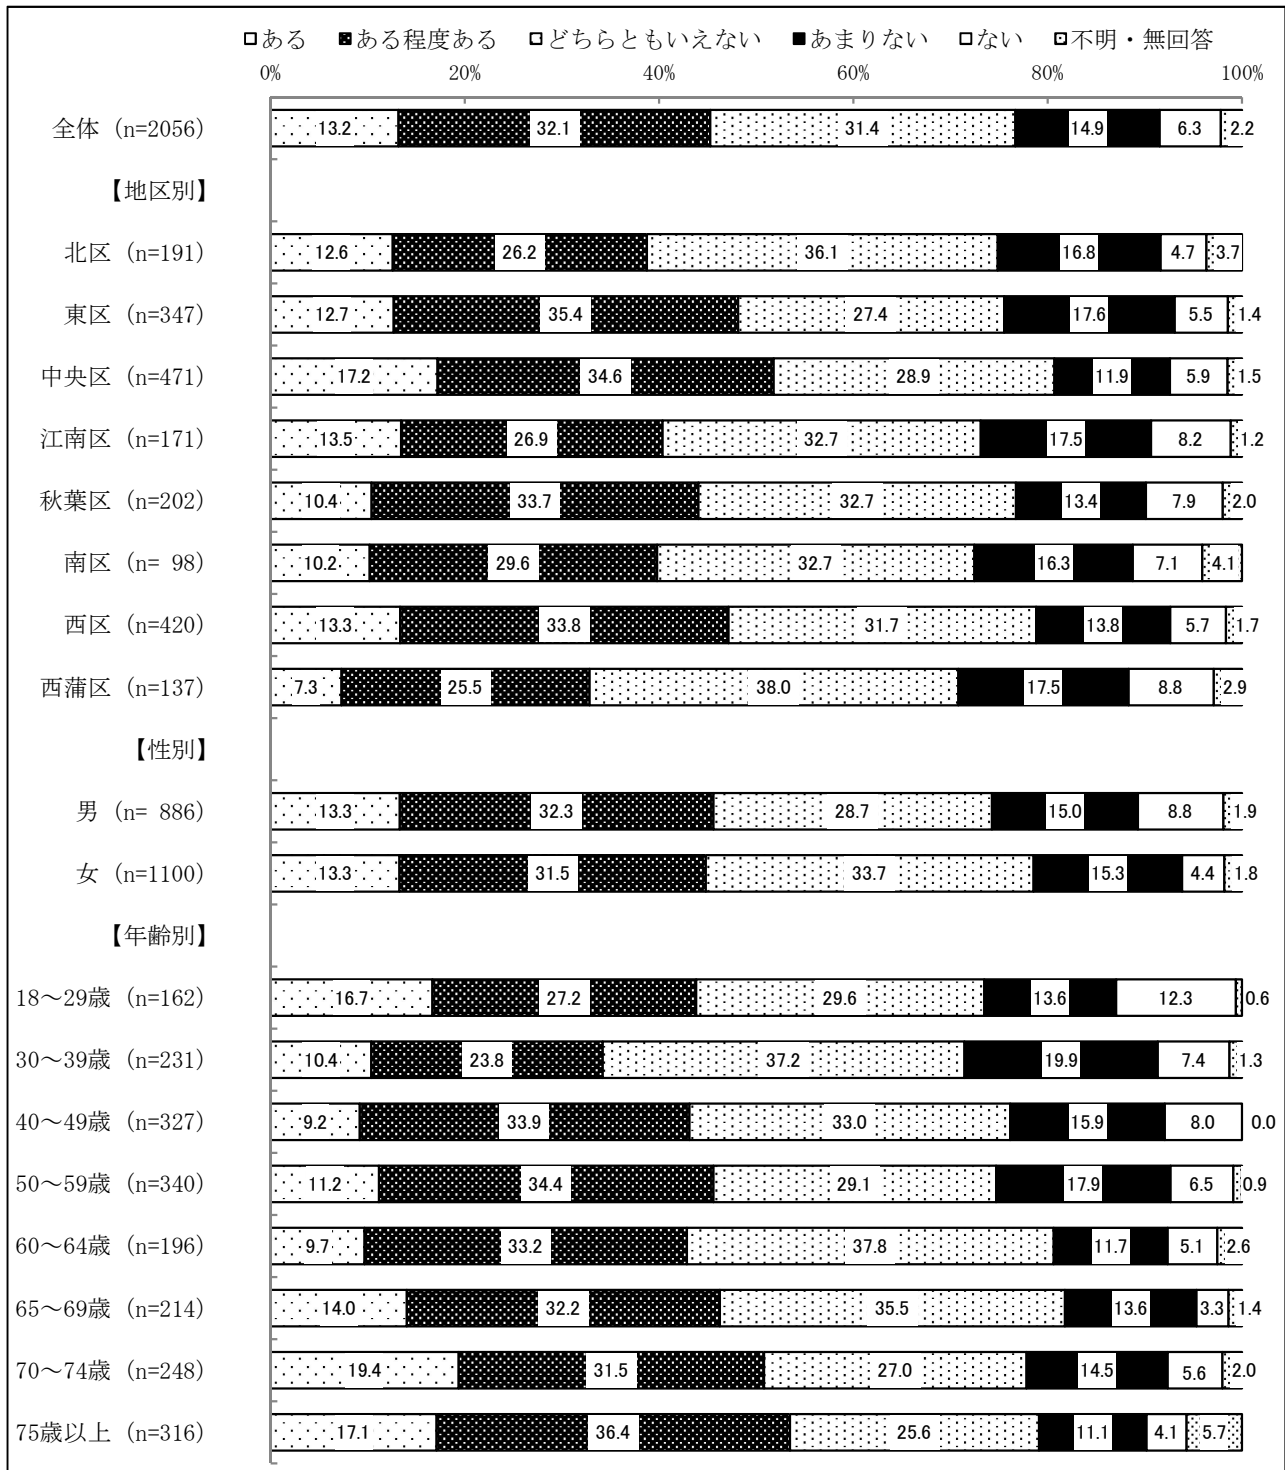 ある ある程度ある どちらともいえない あまりない ない 不明・無回答
0% 20% 40% 60% 80% 100%
全体 (n=2056) 13.2 32.1 31.4 14.9 6.3 2.2
【地区別】
北区 (n=191) 12.6 26.2 36.1 16.8 4.7 3.7
東区 (n=347) 12.7 35.4 27.4 17.6 5.5 1.4
中央区 (n=471) 17.2 34.6 28.9 11.9 5.9 1.5
江南区 (n=171) 13.5 26.9 32.7 17.5 8.2 1.2
秋葉区 (n=202) 10.4 33.7 32.7 13.4 7.9 2.0
南区 (n= 98) 10.2 29.6 32.7 16.3 7.1 4.1
西区 (n=420) 13.3 33.8 31.7 13.8 5.7 1.7
西蒲区 (n=137) 7.3 25.5 38.0 17.5 8.8 2.9
【性別】
男 (n= 886) 13.3 32.3 28.7 15.0 8.8 1.9
女 (n=1100) 13.3 31.5 33.7 15.3 4.4 1.8
【年齢別】
18～29歳 (n=162) 16.7 27.2 29.6 13.6 12.3 0.6
30～39歳 (n=231) 10.4 23.8 37.2 19.9 7.4 1.3
40～49歳 (n=327) 9.2 33.9 33.0 15.9 8.0 0.0
50～59歳 (n=340) 11.2 34.4 29.1 17.9 6.5 0.9
60～64歳 (n=196) 9.7 33.2 37.8 11.7 5.1 2.6
65～69歳 (n=214) 14.0 32.2 35.5 13.6 3.3 1.4
70～74歳 (n=248) 19.4 31.5 27.0 14.5 5.6 2.0
75歳以上 (n=316) 17.1 36.4 25.6 11.1 4.1 5.7